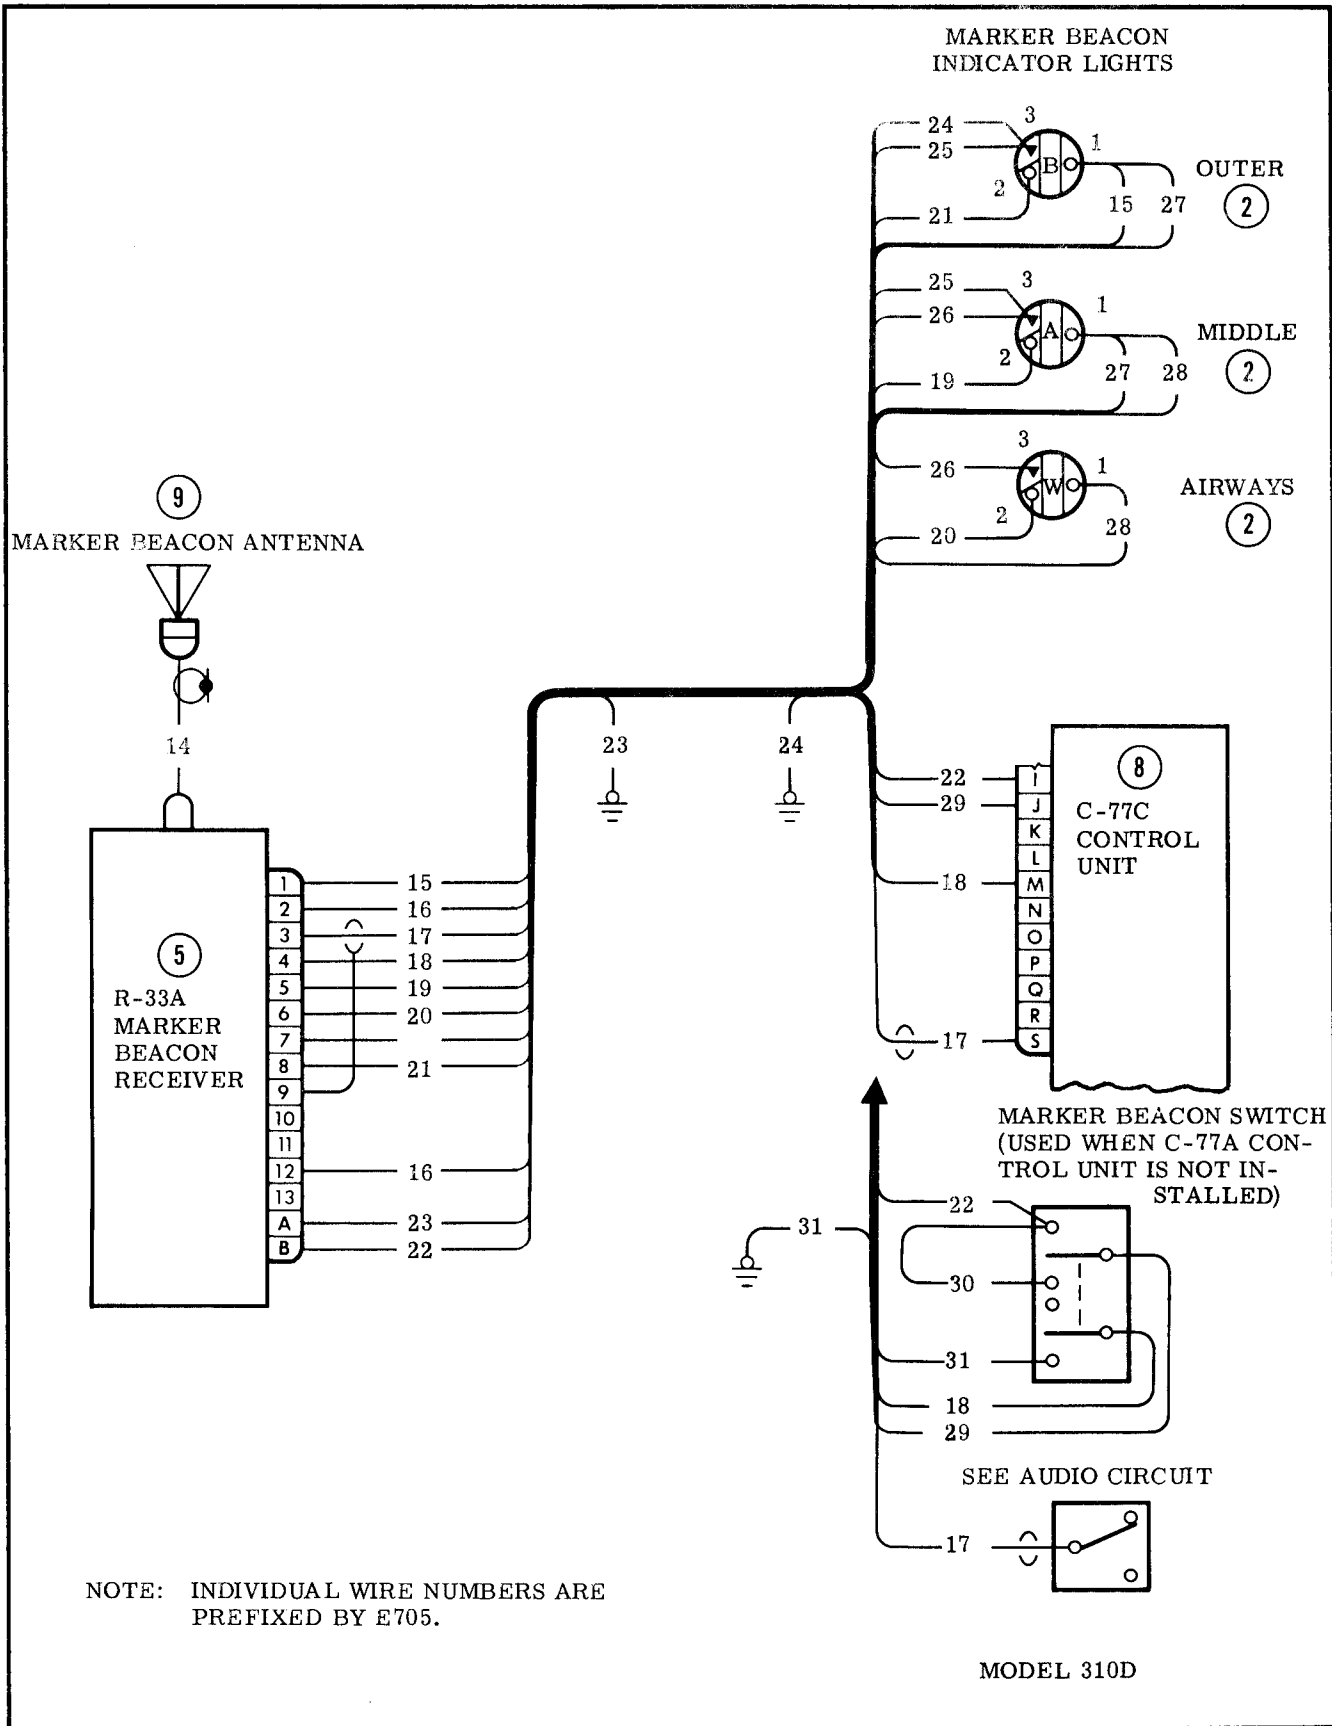 MARKER BEACON
INDICATOR LIGHTS
3
24
25
B
1
2
21
15
27
OUTER
2
25
3
26
A
1
2
19
27
28
MIDDLE
2
3
26
W
1
2
20
28
AIRWAYS
2
9
MARKER BEACON ANTENNA
14
23
24
22
29
18
17
I
J
K
L
M
N
O
P
Q
R
S
8
C-77C
CONTROL
UNIT
5
R-33A
MARKER
BEACON
RECEIVER
1 15
2 16
3 17
4 18
5 19
6 20
7
8 21
9
10
11
12 16
13
A 23
B 22
MARKER BEACON SWITCH
(USED WHEN C-77A CON-
TROL UNIT IS NOT IN-
STALLED)
22
31
30
31
18
29
SEE AUDIO CIRCUIT
17
NOTE: INDIVIDUAL WIRE NUMBERS ARE
PREFIXED BY E705.
MODEL 310D